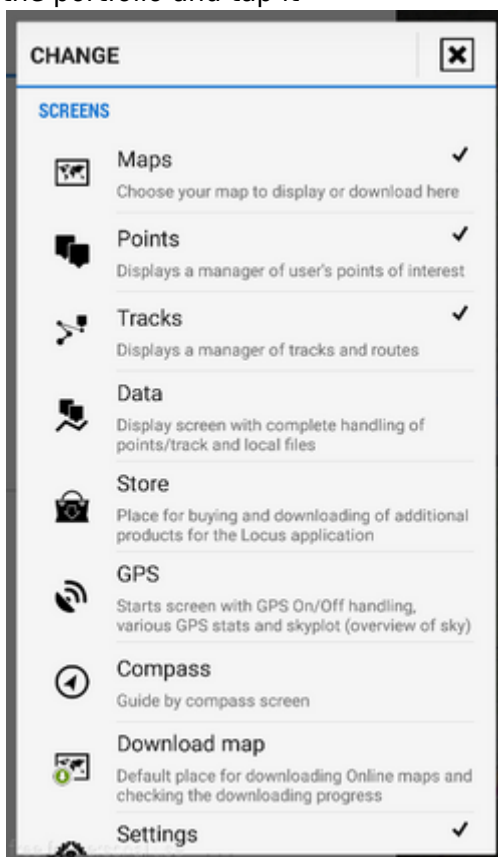 the portfolio and tap it
CHANGE
SCREENS
Maps
Choose your map to display or download here
Points
Displays a manager of user's points of interest
Tracks
Displays a manager of tracks and routes
Data
Display screen with complete handling of
points/track and local files
Store
Place for buying and downloading of additional
products for the Locus application
GPS
Starts screen with GPS On/Off handling,
various GPS stats and skyplot (overview of sky)
Compass
Guide by compass screen
Download map
Default place for downloading Online maps and
checking the downloading progress
Settings